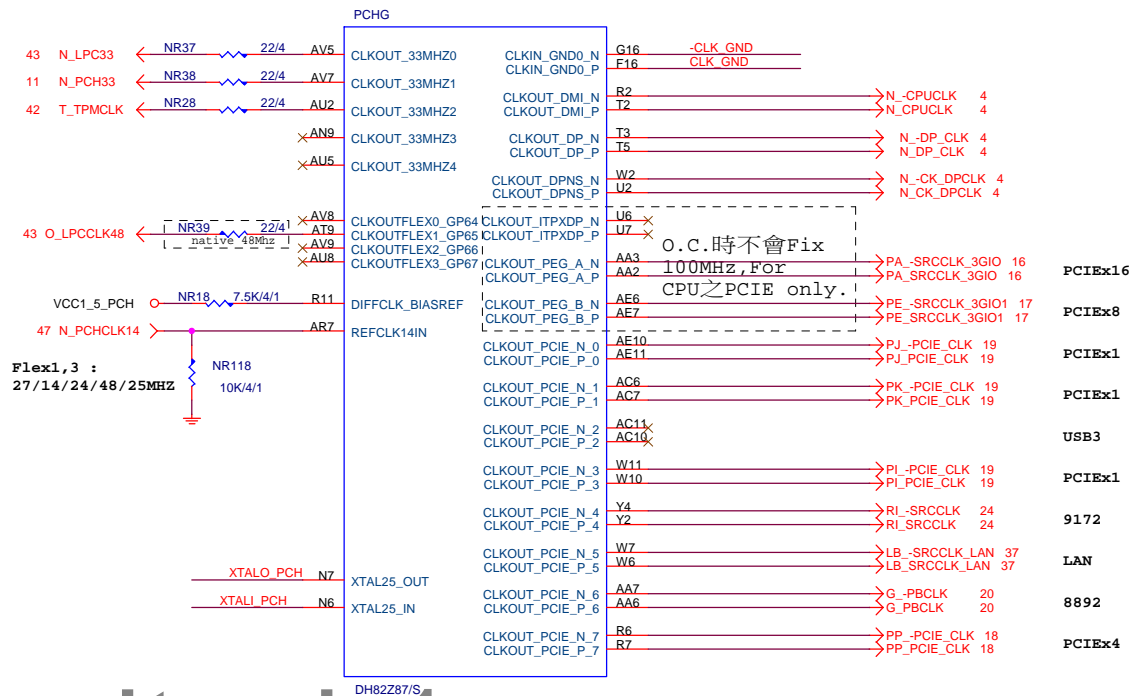 PCHG
43 N_LPC33 NR37 22/4 AV5 CLKOUT_33MHZ0
11 N_PCH33 NR38 22/4 AV7 CLKOUT_33MHZ1
42 T_TPMCLK NR28 22/4 AU2 CLKOUT_33MHZ2
AN9 CLKOUT_33MHZ3
AU5 CLKOUT_33MHZ4
AV8 CLKOUTFLEX0_GP64
43 O_LPCCLK48 NR39 22/4 AT9 CLKOUTFLEX1_GP65
native 48Mhz
AV9 CLKOUTFLEX2_GP66
AU8 CLKOUTFLEX3_GP67
VCC1_5_PCH NR18 7.5K/4/1 R11 DIFFCLK_BIASREF
47 N_PCHCLK14 AR7 REFCLK14IN
Flex1,3 :
27/14/24/48/25MHZ
NR118
10K/4/1
XTALO_PCH N7 XTAL25_OUT
XTALI_PCH N6 XTAL25_IN
CLKIN_GND0_N G16 -CLK_GND
CLKIN_GND0_P F16 CLK_GND
CLKOUT_DMI_N R2 N_-CPUCLK 4
CLKOUT_DMI_P T2 N_CPUCLK 4
CLKOUT_DP_N T3 N_-DP_CLK 4
CLKOUT_DP_P T5 N_DP_CLK 4
CLKOUT_DPNS_N W2 N_-CK_DPCLK 4
CLKOUT_DPNS_P U2 N_CK_DPCLK 4
CLKOUT_ITPXDP_N U6
CLKOUT_ITPXDP_P U7
O.C.時不會Fix
100MHz,For
CPU之PCIE only.
CLKOUT_PEG_A_N AA3 PA_-SRCCLK_3GIO 16
CLKOUT_PEG_A_P AA2 PA_SRCCLK_3GIO 16
PCIEx16
CLKOUT_PEG_B_N AE6 PE_-SRCCLK_3GIO1 17
CLKOUT_PEG_B_P AE7 PE_SRCCLK_3GIO1 17
PCIEx8
CLKOUT_PCIE_N_0 AE10 PJ_-PCIE_CLK 19
CLKOUT_PCIE_P_0 AE11 PJ_PCIE_CLK 19
PCIEx1
CLKOUT_PCIE_N_1 AC6 PK_-PCIE_CLK 19
CLKOUT_PCIE_P_1 AC7 PK_PCIE_CLK 19
PCIEx1
CLKOUT_PCIE_N_2 AC11
CLKOUT_PCIE_P_2 AC10
USB3
CLKOUT_PCIE_N_3 W11 PI_-PCIE_CLK 19
CLKOUT_PCIE_P_3 W10 PI_PCIE_CLK 19
PCIEx1
CLKOUT_PCIE_N_4 Y4 RI_-SRCCLK 24
CLKOUT_PCIE_P_4 Y2 RI_SRCCLK 24
9172
CLKOUT_PCIE_N_5 W7 LB_-SRCCLK_LAN 37
CLKOUT_PCIE_P_5 W6 LB_SRCCLK_LAN 37
LAN
CLKOUT_PCIE_N_6 AA7 G_-PBCLK 20
CLKOUT_PCIE_P_6 AA6 G_PBCLK 20
8892
CLKOUT_PCIE_N_7 R6 PP_-PCIE_CLK 18
CLKOUT_PCIE_P_7 R7 PP_PCIE_CLK 18
PCIEx4
DH82Z87/S